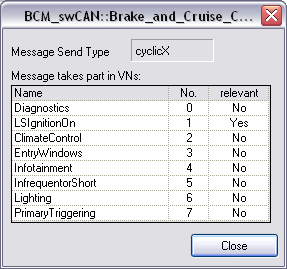 BCM_swCAN::Brake_and_Cruise_C...
Message Send Type cyclicX
Message takes part in VNs:
Name No. relevant
Diagnostics 0 No
LSIgnitionOn 1 Yes
ClimateControl 2 No
EntryWindows 3 No
Infotainment 4 No
InfrequentorShort 5 No
Lighting 6 No
PrimaryTriggering 7 No
Close